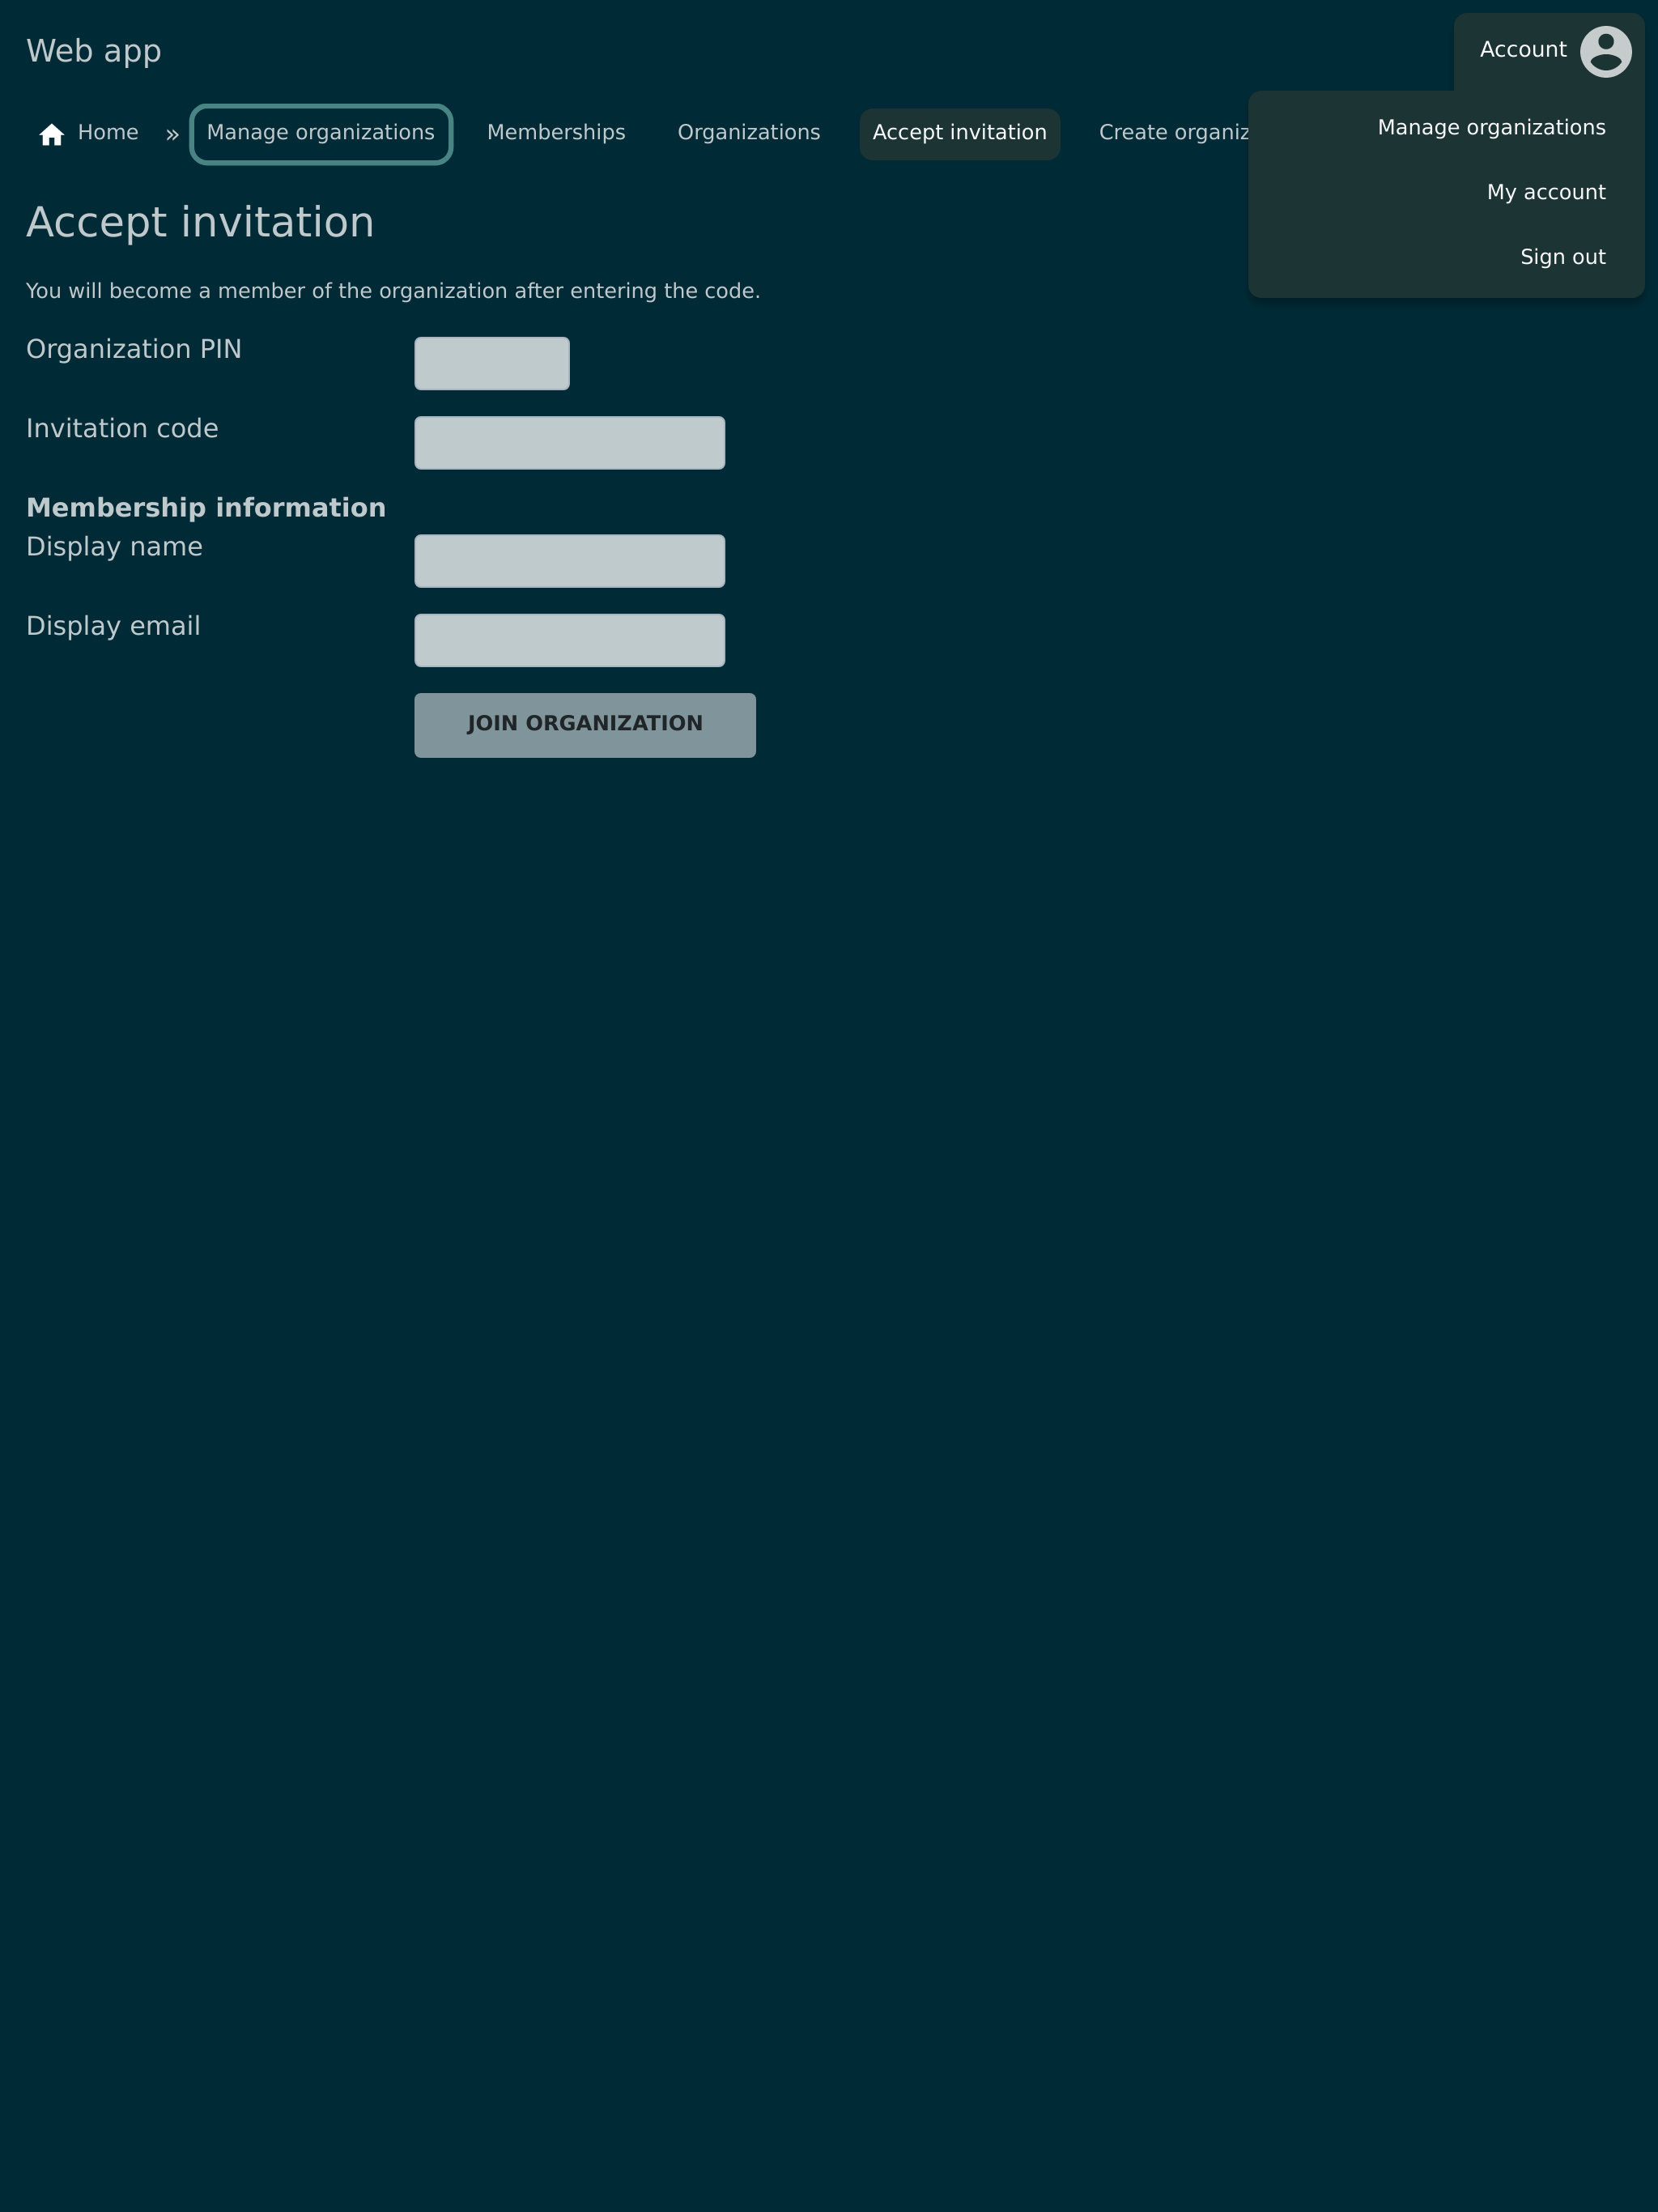 Web app
Account
Home » Manage organizations Memberships Organizations Accept invitation Create organiz
Manage organizations
My account
Sign out
Accept invitation
You will become a member of the organization after entering the code.
Organization PIN
Invitation code
Membership information
Display name
Display email
JOIN ORGANIZATION